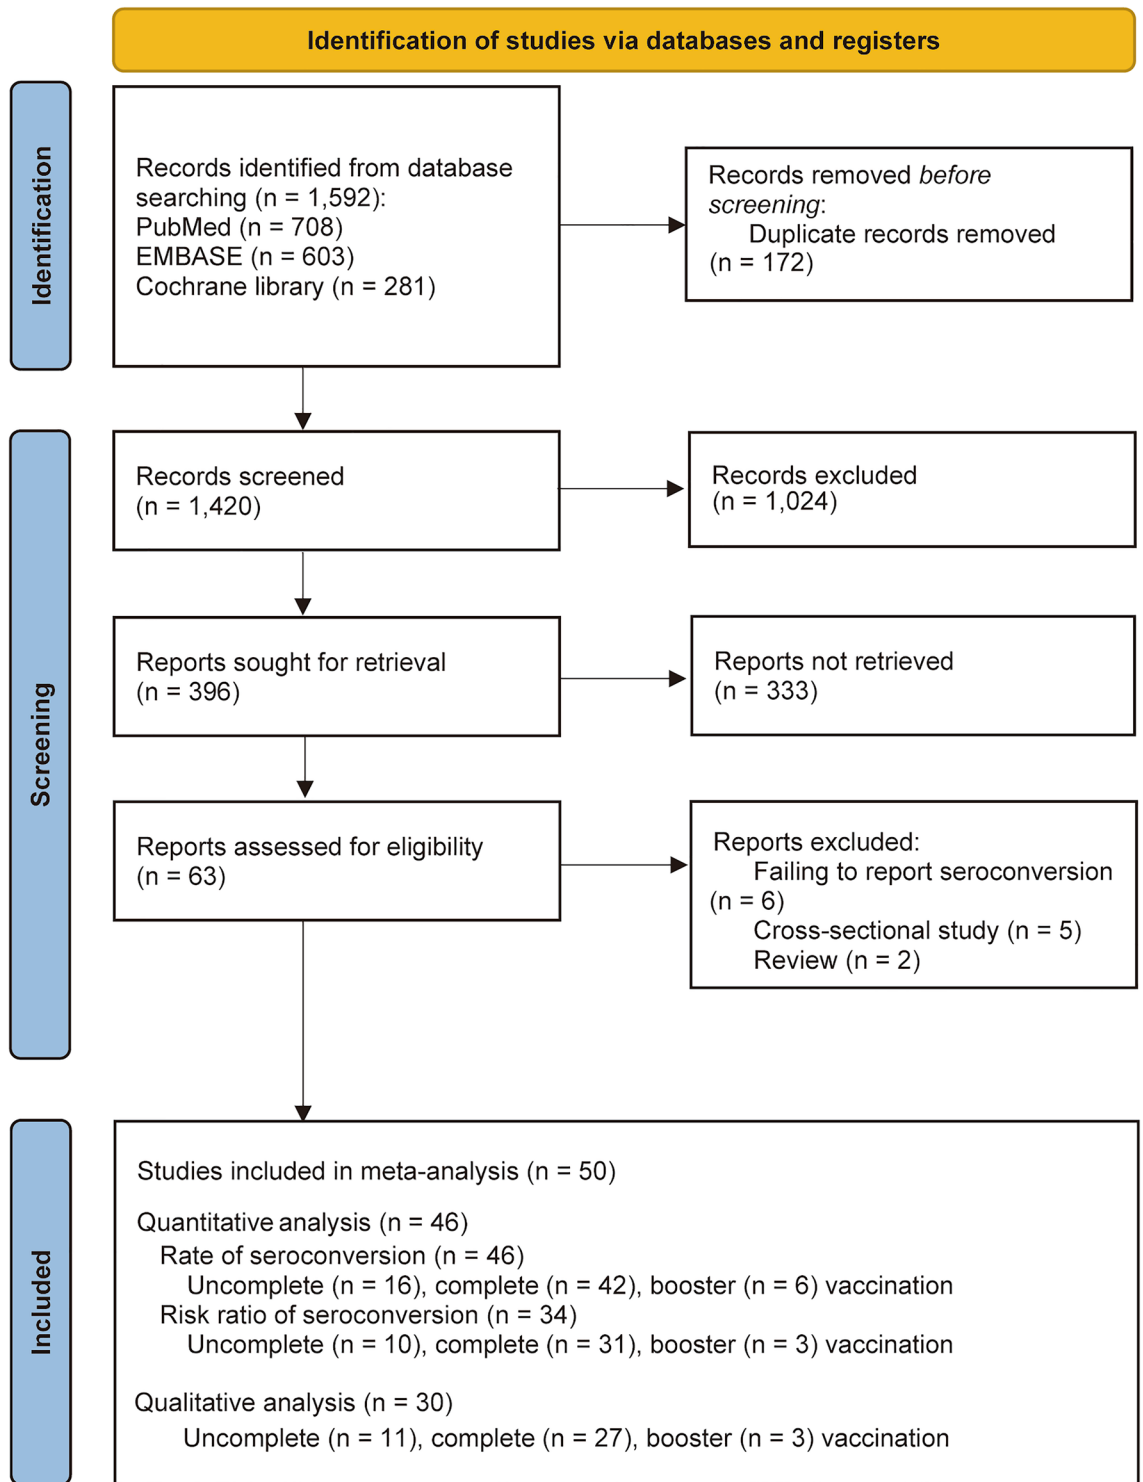 Identification of studies via databases and registers
Identification
Records identified from database
searching (n = 1,592):
PubMed (n = 708)
EMBASE (n = 603)
Cochrane library (n = 281)
Records removed before
screening:
Duplicate records removed
(n = 172)
Screening
Records screened
(n = 1,420)
Records excluded
(n = 1,024)
Reports sought for retrieval
(n = 396)
Reports not retrieved
(n = 333)
Reports assessed for eligibility
(n = 63)
Reports excluded:
Failing to report seroconversion
(n = 6)
Cross-sectional study (n = 5)
Review (n = 2)
Included
Studies included in meta-analysis (n = 50)
Quantitative analysis (n = 46)
Rate of seroconversion (n = 46)
Uncomplete (n = 16), complete (n = 42), booster (n = 6) vaccination
Risk ratio of seroconversion (n = 34)
Uncomplete (n = 10), complete (n = 31), booster (n = 3) vaccination
Qualitative analysis (n = 30)
Uncomplete (n = 11), complete (n = 27), booster (n = 3) vaccination